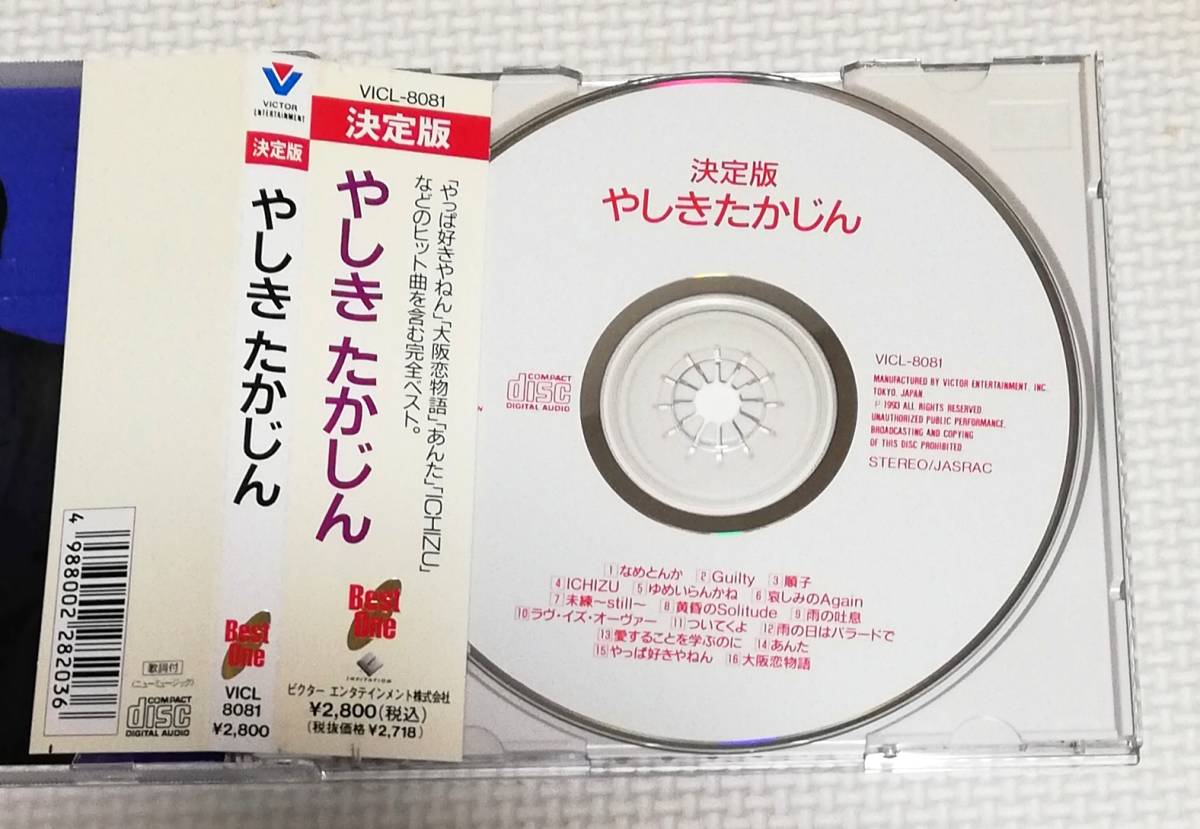 4 988002 282036
歌詞付
(ニューミュージック)
COMPACT
disc
DIGITAL AUDIO
VICTOR
ENTERTAINMENT
決定版
やしきたかじん
Best
One
VICL
8081
¥2,800
VICL-8081
決定版
やしきたかじん
「やっぱ好きやねん」「大阪恋物語」「あんた」「ICHIZU」
などのヒット曲を含む完全ベスト。
Best
One
INVITATION
ビクター エンタテインメント株式会社
¥2,800(税込)
(税抜価格¥2,718)
決定版
やしきたかじん
COMPACT
disc
DIGITAL AUDIO
VICL-8081
MANUFACTURED BY VICTOR ENTERTAINMENT, INC.
TOKYO, JAPAN
Ⓟ 1993 ALL RIGHTS RESERVED
UNAUTHORIZED PUBLIC PERFORMANCE,
BROADCASTING AND COPYING
OF THIS DISC PROHIBITED
STEREO/JASRAC
1 なめとんか 2 Guilty 3 順子
4 ICHIZU 5 ゆめいらんかね 6 哀しみのAgain
7 未練〜still〜 8 黄昏のSolitude 9 雨の吐息
10 ラヴ・イズ・オーヴァー 11 ついてくよ 12 雨の日はバラードで
13 愛することを学ぶのに 14 あんた
15 やっぱ好きやねん 16 大阪恋物語